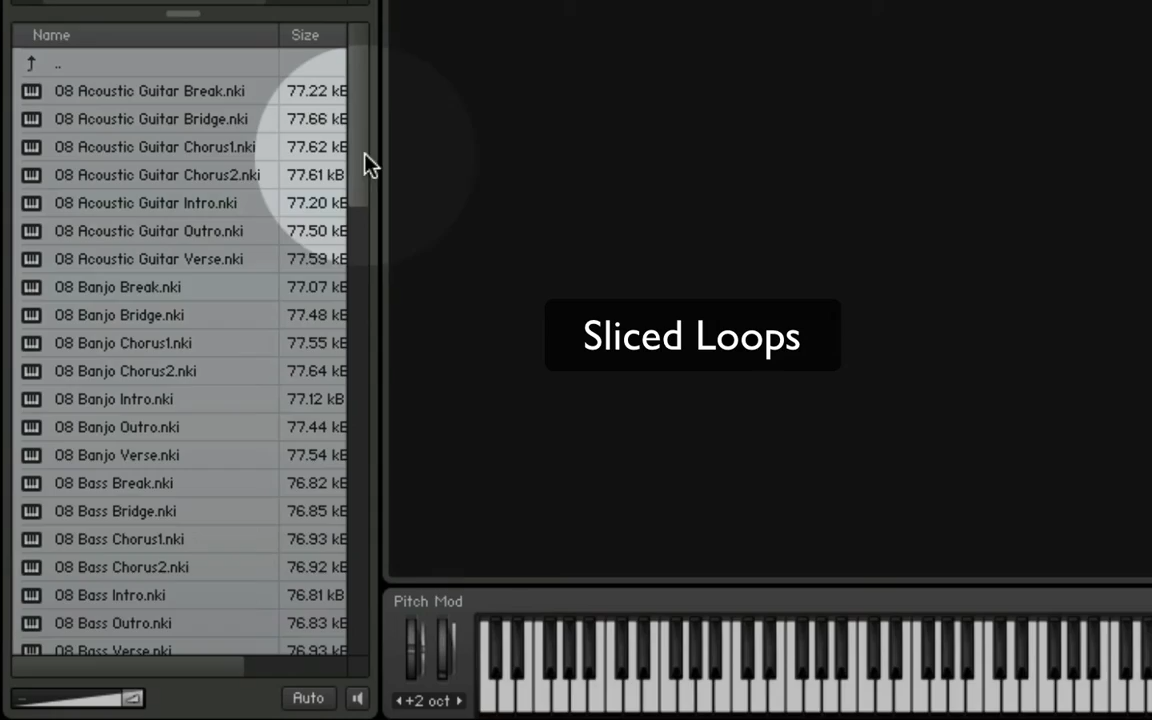 Name Size
..
08 Acoustic Guitar Break.nki 77.22 kB
08 Acoustic Guitar Bridge.nki 77.66 kB
08 Acoustic Guitar Chorus1.nki 77.62 kB
08 Acoustic Guitar Chorus2.nki 77.61 kB
08 Acoustic Guitar Intro.nki 77.20 kB
08 Acoustic Guitar Outro.nki 77.50 kB
08 Acoustic Guitar Verse.nki 77.59 kB
08 Banjo Break.nki 77.07 kB
08 Banjo Bridge.nki 77.48 kB
08 Banjo Chorus1.nki 77.55 kB
08 Banjo Chorus2.nki 77.64 kB
08 Banjo Intro.nki 77.12 kB
08 Banjo Outro.nki 77.44 kB
08 Banjo Verse.nki 77.54 kB
08 Bass Break.nki 76.82 kB
08 Bass Bridge.nki 76.85 kB
08 Bass Chorus1.nki 76.93 kB
08 Bass Chorus2.nki 76.92 kB
08 Bass Intro.nki 76.81 kB
08 Bass Outro.nki 76.83 kB
08 Bass Verse.nki 76.93 kB
Auto
Sliced Loops
Pitch Mod
+2 oct